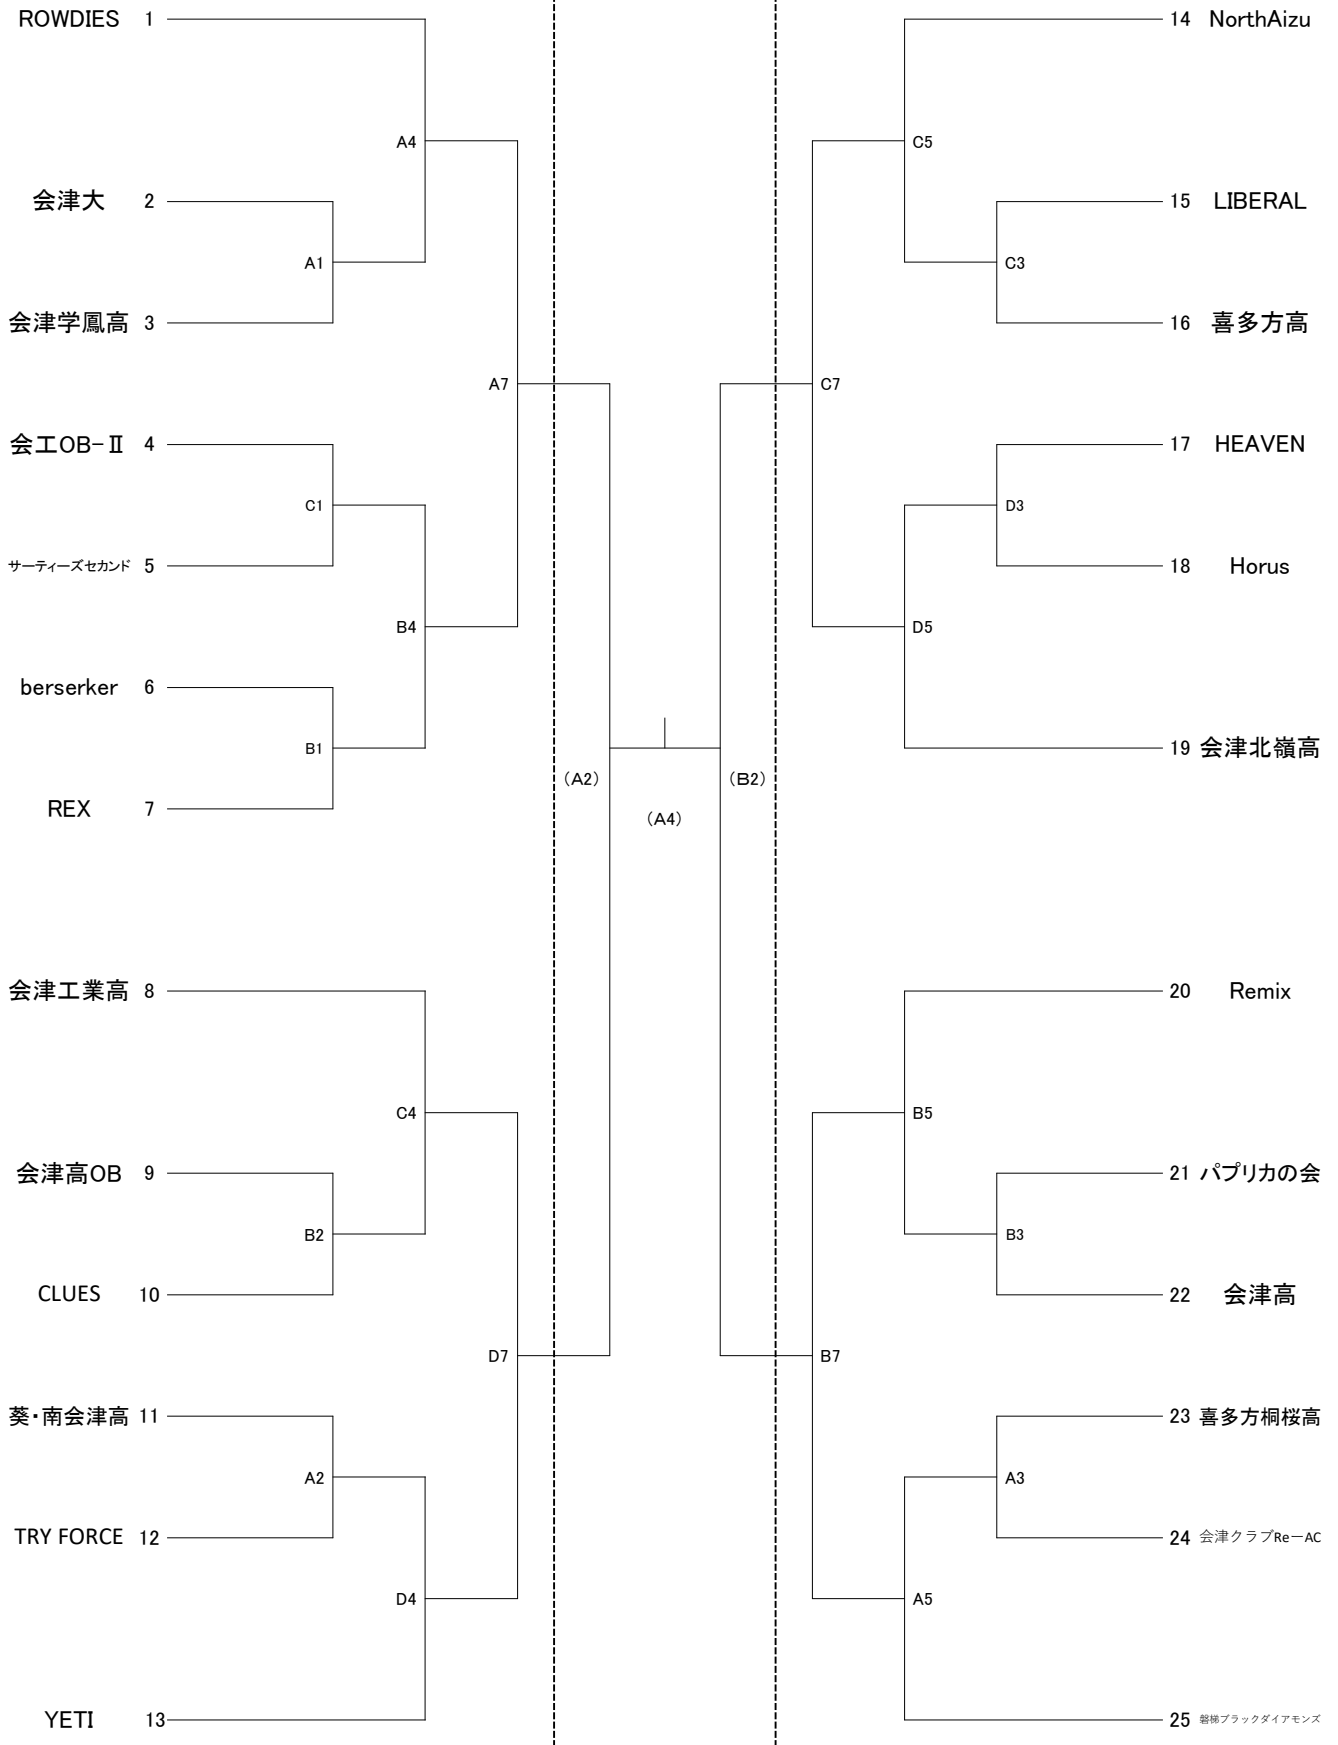 ROWDIES 1
A4
会津大 2
A1
会津学鳳高 3
A7
会工OB-Ⅱ 4
C1
サーティーズセカンド 5
B4
berserker 6
B1
REX 7
会津工業高 8
C4
会津高OB 9
B2
CLUES 10
D7
葵・南会津高 11
A2
TRY FORCE 12
D4
YETI 13
(A2)
(A4)
(B2)
14 NorthAizu
C5
15 LIBERAL
C3
16 喜多方高
C7
17 HEAVEN
D3
18 Horus
D5
19 会津北嶺高
20 Remix
B5
21 パプリカの会
B3
22 会津高
B7
23 喜多方桐桜高
A3
24 会津クラブReーAC
A5
25 磐梯ブラックダイアモンズ